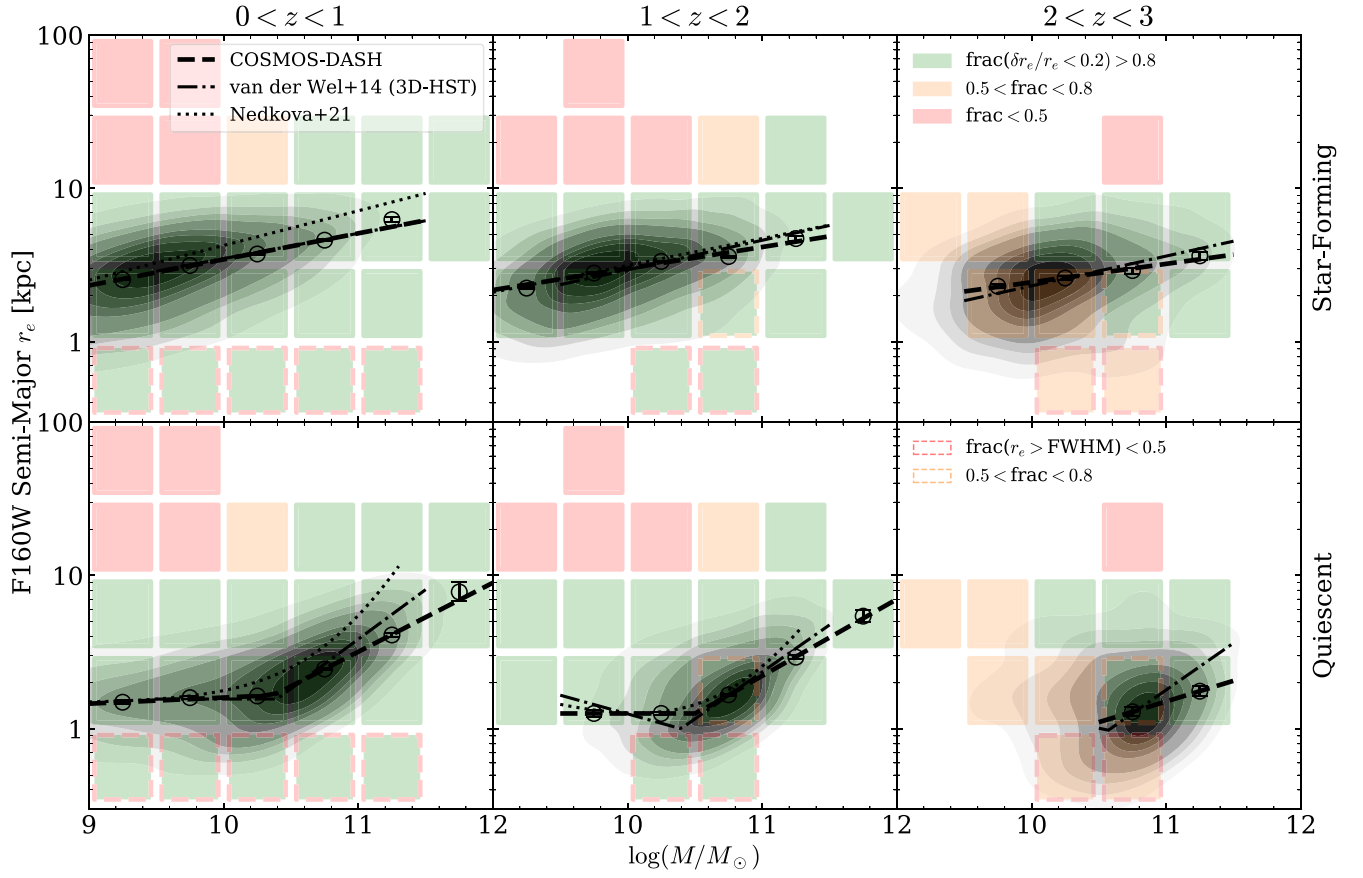 0 < z < 1
1 < z < 2
2 < z < 3
100
COSMOS-DASH
van der Wel+14 (3D-HST)
Nedkova+21
frac(δr_e/r_e < 0.2) > 0.8
0.5 < frac < 0.8
frac < 0.5
10
1
Star-Forming
F160W Semi-Major r_e [kpc]
100
frac(r_e > FWHM) < 0.5
0.5 < frac < 0.8
10
1
Quiescent
9 10 11 12 10 11 12 10 11 12
log(M/M_⊙)